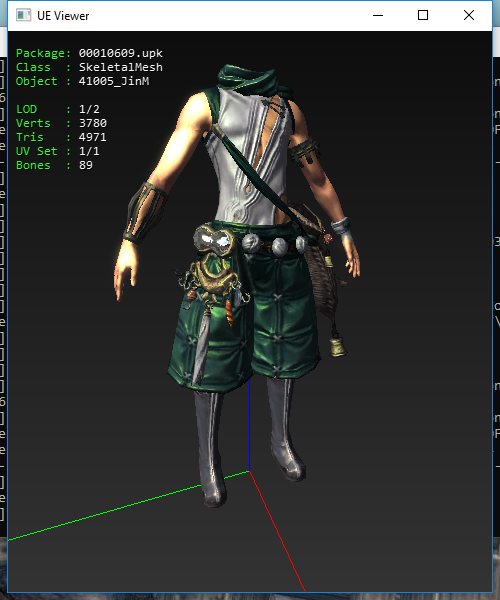 UE Viewer
Package: 00010609.upk
Class : SkeletalMesh
Object : 41005_JinM
LOD : 1/2
Verts : 3780
Tris : 4971
UV Set : 1/1
Bones : 89